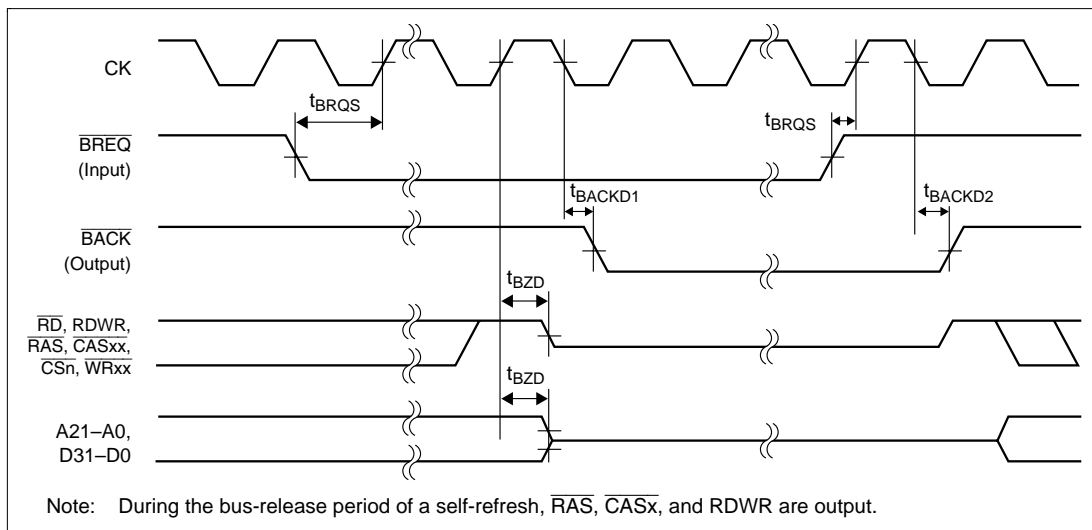 CK
tBRQS
tBRQS
BREQ
(Input)
tBACKD1
tBACKD2
BACK
(Output)
tBZD
RD, RDWR,
RAS, CASxx,
CSn, WRxx
tBZD
A21–A0,
D31–D0
Note: During the bus-release period of a self-refresh, RAS, CASx, and RDWR are output.